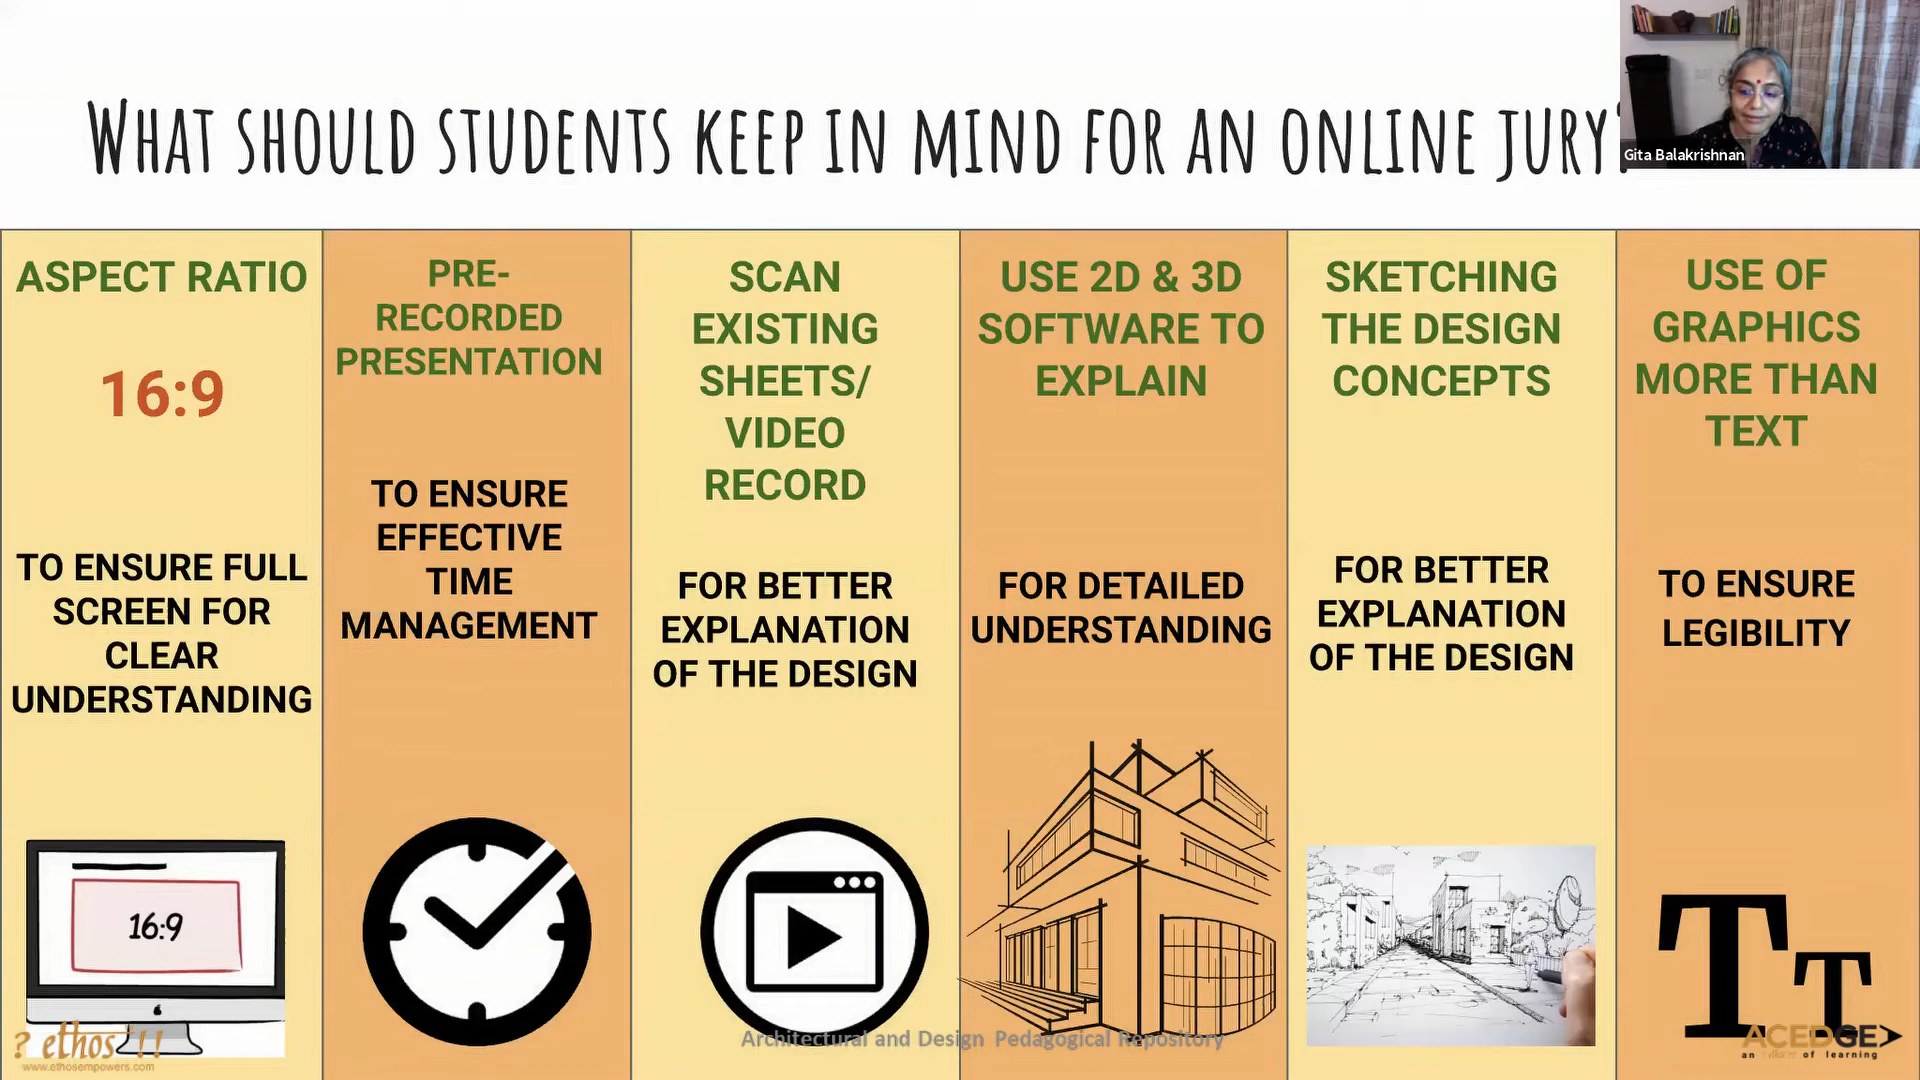 WHAT SHOULD STUDENTS KEEP IN MIND FOR AN ONLINE JURY?
Gita Balakrishnan
ASPECT RATIO
16:9
TO ENSURE FULL
SCREEN FOR
CLEAR
UNDERSTANDING
16:9
PRE-
RECORDED
PRESENTATION
TO ENSURE
EFFECTIVE
TIME
MANAGEMENT
SCAN
EXISTING
SHEETS/
VIDEO
RECORD
FOR BETTER
EXPLANATION
OF THE DESIGN
USE 2D & 3D
SOFTWARE TO
EXPLAIN
FOR DETAILED
UNDERSTANDING
SKETCHING
THE DESIGN
CONCEPTS
FOR BETTER
EXPLANATION
OF THE DESIGN
USE OF
GRAPHICS
MORE THAN
TEXT
TO ENSURE
LEGIBILITY
TT
? ethos !!
www.ethosempowers.com
Architectural and Design Pedagogical Repository
ACEDGE
an of learning